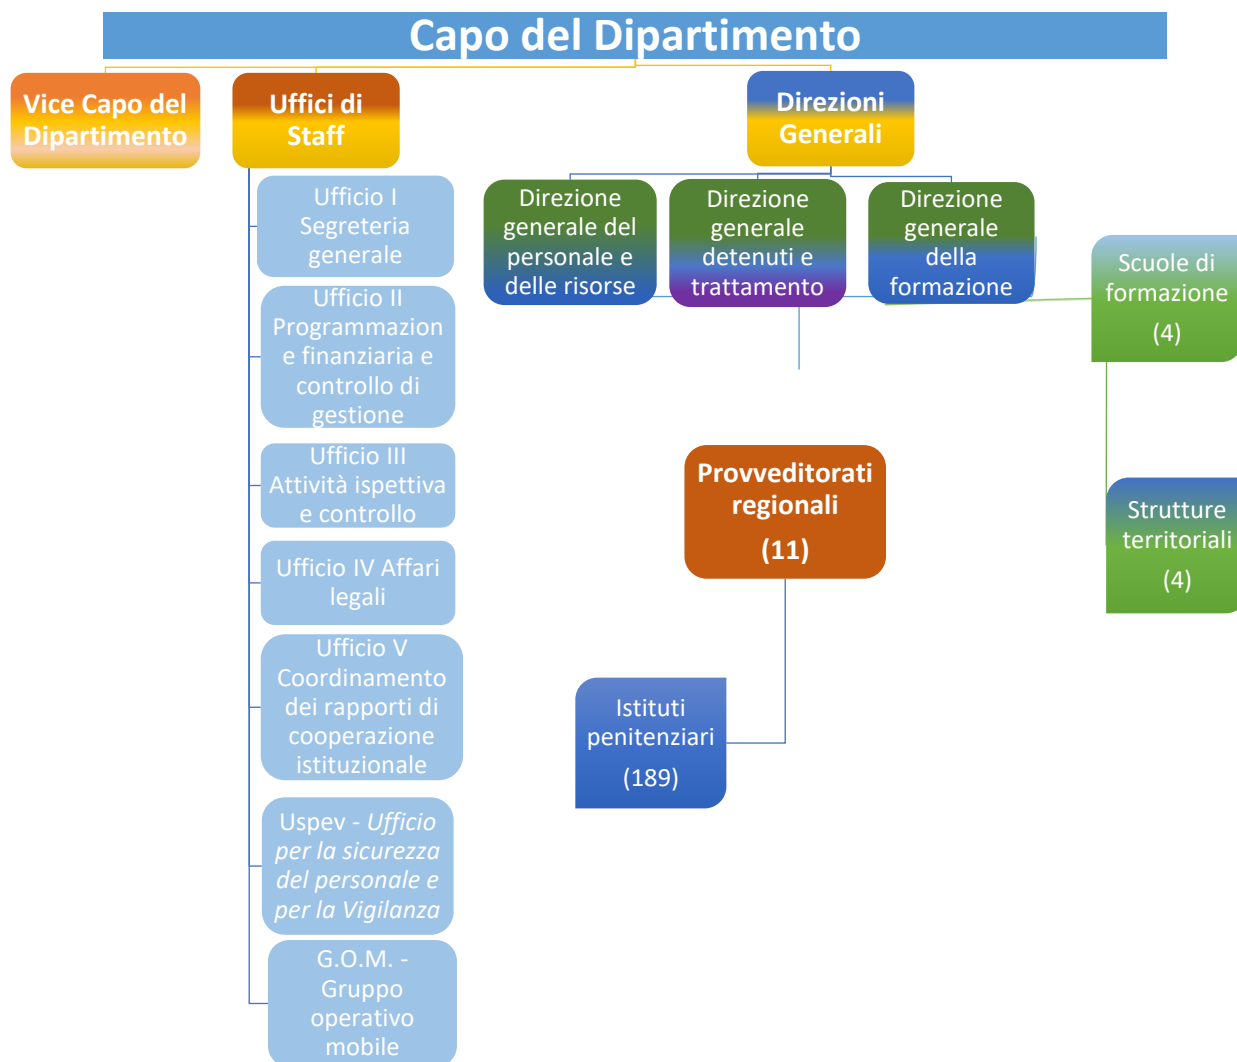 Capo del Dipartimento
Vice Capo del
Dipartimento
Uffici di
Staff
Direzioni
Generali
Ufficio I
Segreteria
generale
Ufficio II
Programmazion
e finanziaria e
controllo di
gestione
Ufficio III
Attività ispettiva
e controllo
Ufficio IV Affari
legali
Ufficio V
Coordinamento
dei rapporti di
cooperazione
istituzionale
Uspev - Ufficio
per la sicurezza
del personale e
per la Vigilanza
G.O.M. -
Gruppo
operativo
mobile
Direzione
generale del
personale e
delle risorse
Direzione
generale
detenuti e
trattamento
Direzione
generale
della
formazione
Scuole di
formazione
(4)
Strutture
territoriali
(4)
Provveditorati
regionali
(11)
Istituti
penitenziari
(189)